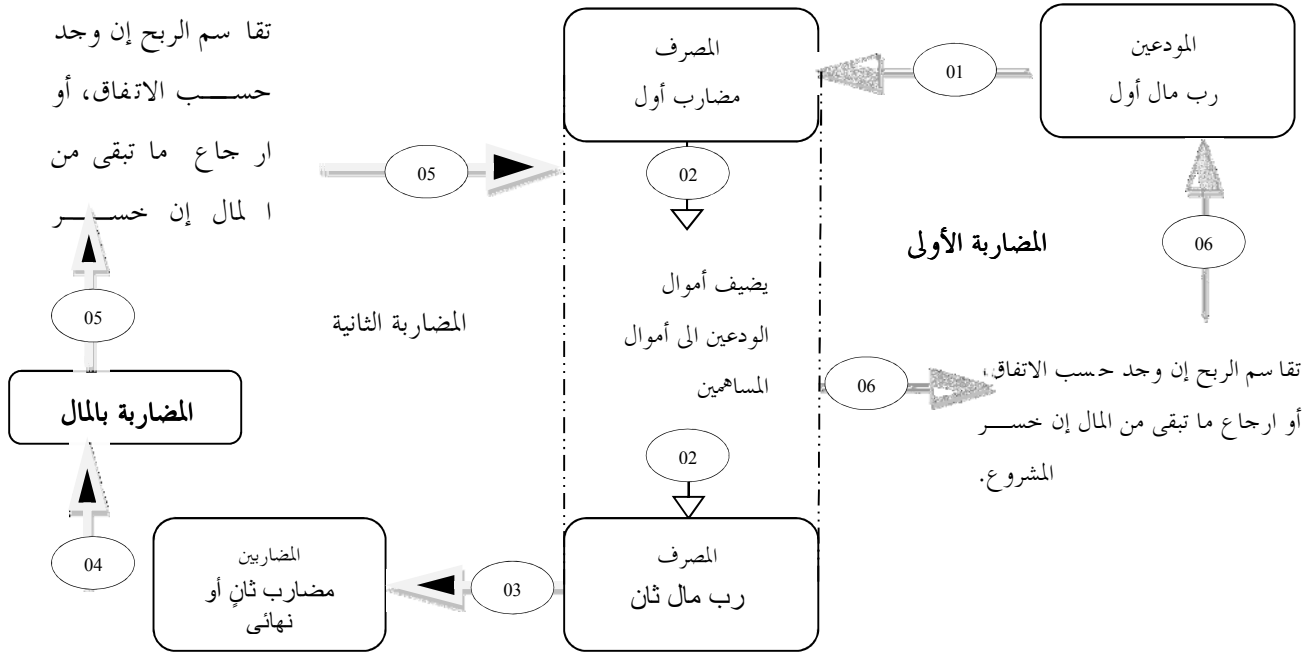 المودعين
رب مال أول
01
المصرف
مضارب أول
تقا سم الربح إن وجد
حســـب الاتفاق، أو
ار جاع ما تبقى من
ا لمال إن خســـر
05
02
06
المضاربة الأولى
يضيف أموال
الودعين الى أموال
المساهمين
المضاربة الثانية
05
06
تقا سم الربح إن وجد حسب الاتفاق،
أو ارجاع ما تبقى من المال إن خســـر
المشروع.
المضاربة بالمال
02
المصرف
رب مال ثان
03
المضاربين
مضارب ثانٍ أو
نهائى
04